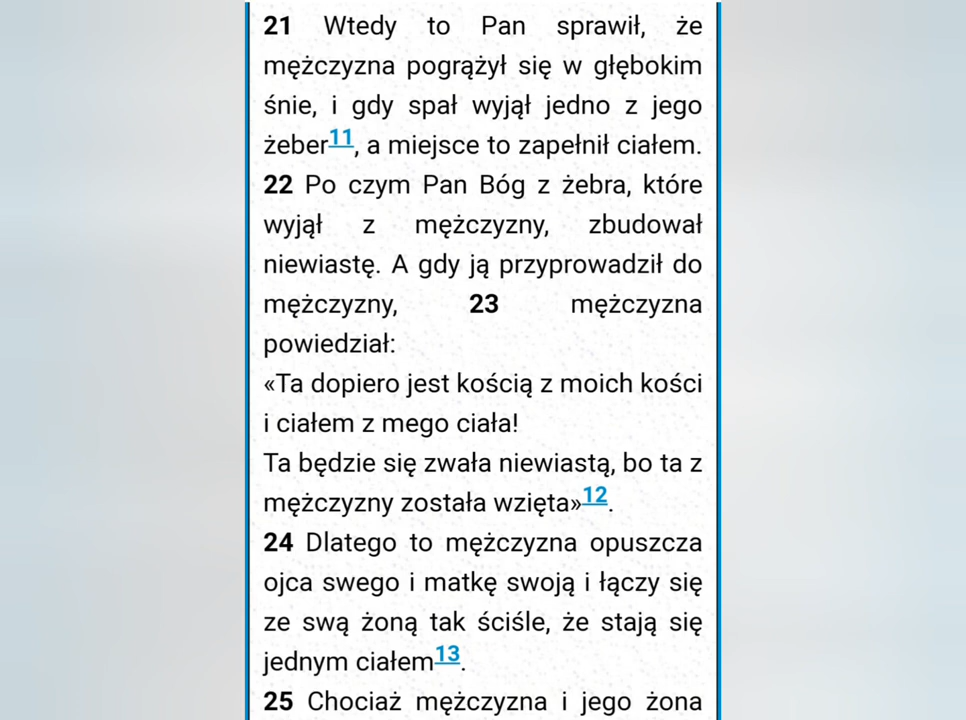 21 Wtedy to Pan sprawił, że
mężczyzna pogrążył się w głębokim
śnie, i gdy spał wyjął jedno z jego
żeber11, a miejsce to zapełnił ciałem.
22 Po czym Pan Bóg z żebra, które
wyjął z mężczyzny, zbudował
niewiastę. A gdy ją przyprowadził do
mężczyzny, 23 mężczyzna
powiedział:
«Ta dopiero jest kością z moich kości
i ciałem z mego ciała!
Ta będzie się zwała niewiastą, bo ta z
mężczyzny została wzięta»12.
24 Dlatego to mężczyzna opuszcza
ojca swego i matkę swoją i łączy się
ze swą żoną tak ściśle, że stają się
jednym ciałem13.
25 Chociaż mężczyzna i jego żona